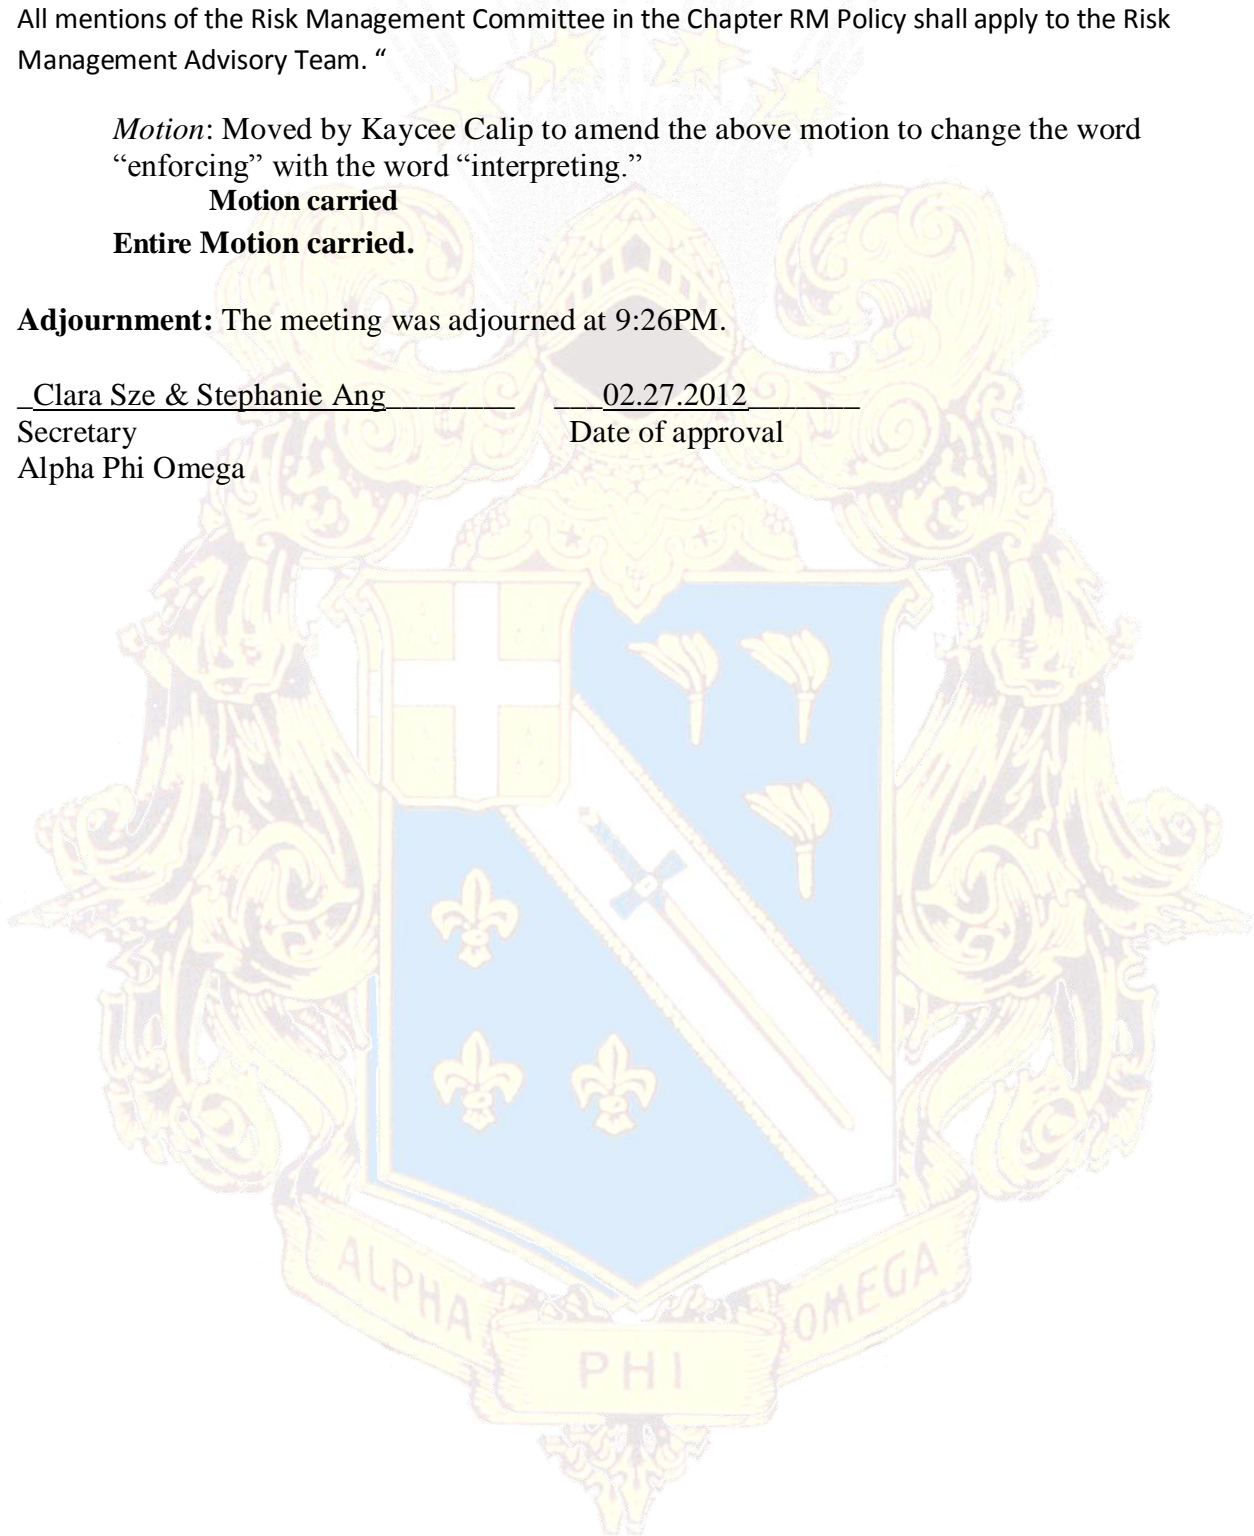 All mentions of the Risk Management Committee in the Chapter RM Policy shall apply to the Risk
Management Advisory Team. “
Motion: Moved by Kaycee Calip to amend the above motion to change the word
“enforcing” with the word “interpreting.”
Motion carried
Entire Motion carried.
Adjournment: The meeting was adjourned at 9:26PM.
_Clara Sze & Stephanie Ang________ ___02.27.2012_______
Secretary Date of approval
Alpha Phi Omega
ALPHA PHI OMEGA